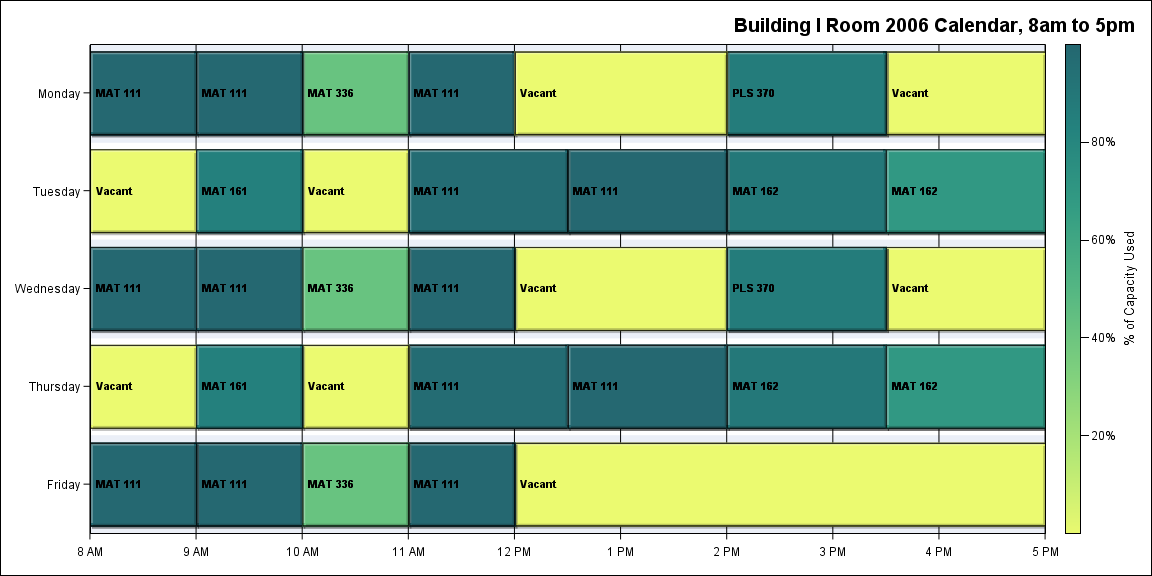 Building I Room 2006 Calendar, 8am to 5pm
Monday
MAT 111
MAT 111
MAT 336
MAT 111
Vacant
PLS 370
Vacant
Tuesday
Vacant
MAT 161
Vacant
MAT 111
MAT 111
MAT 162
MAT 162
Wednesday
MAT 111
MAT 111
MAT 336
MAT 111
Vacant
PLS 370
Vacant
Thursday
Vacant
MAT 161
Vacant
MAT 111
MAT 111
MAT 162
MAT 162
Friday
MAT 111
MAT 111
MAT 336
MAT 111
Vacant
8 AM
9 AM
10 AM
11 AM
12 PM
1 PM
2 PM
3 PM
4 PM
5 PM
80%
60%
40%
20%
% of Capacity Used